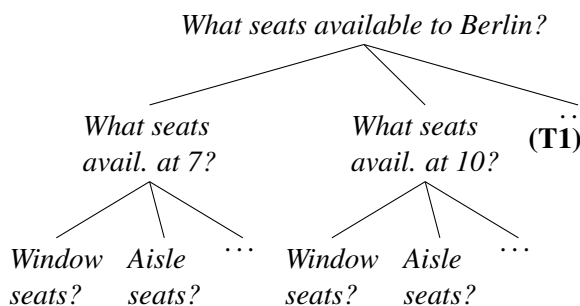 What seats available to Berlin?
What seats What seats . .
avail. at 7? avail. at 10? (T1)
Window Aisle ... Window Aisle ...
seats? seats? seats? seats?